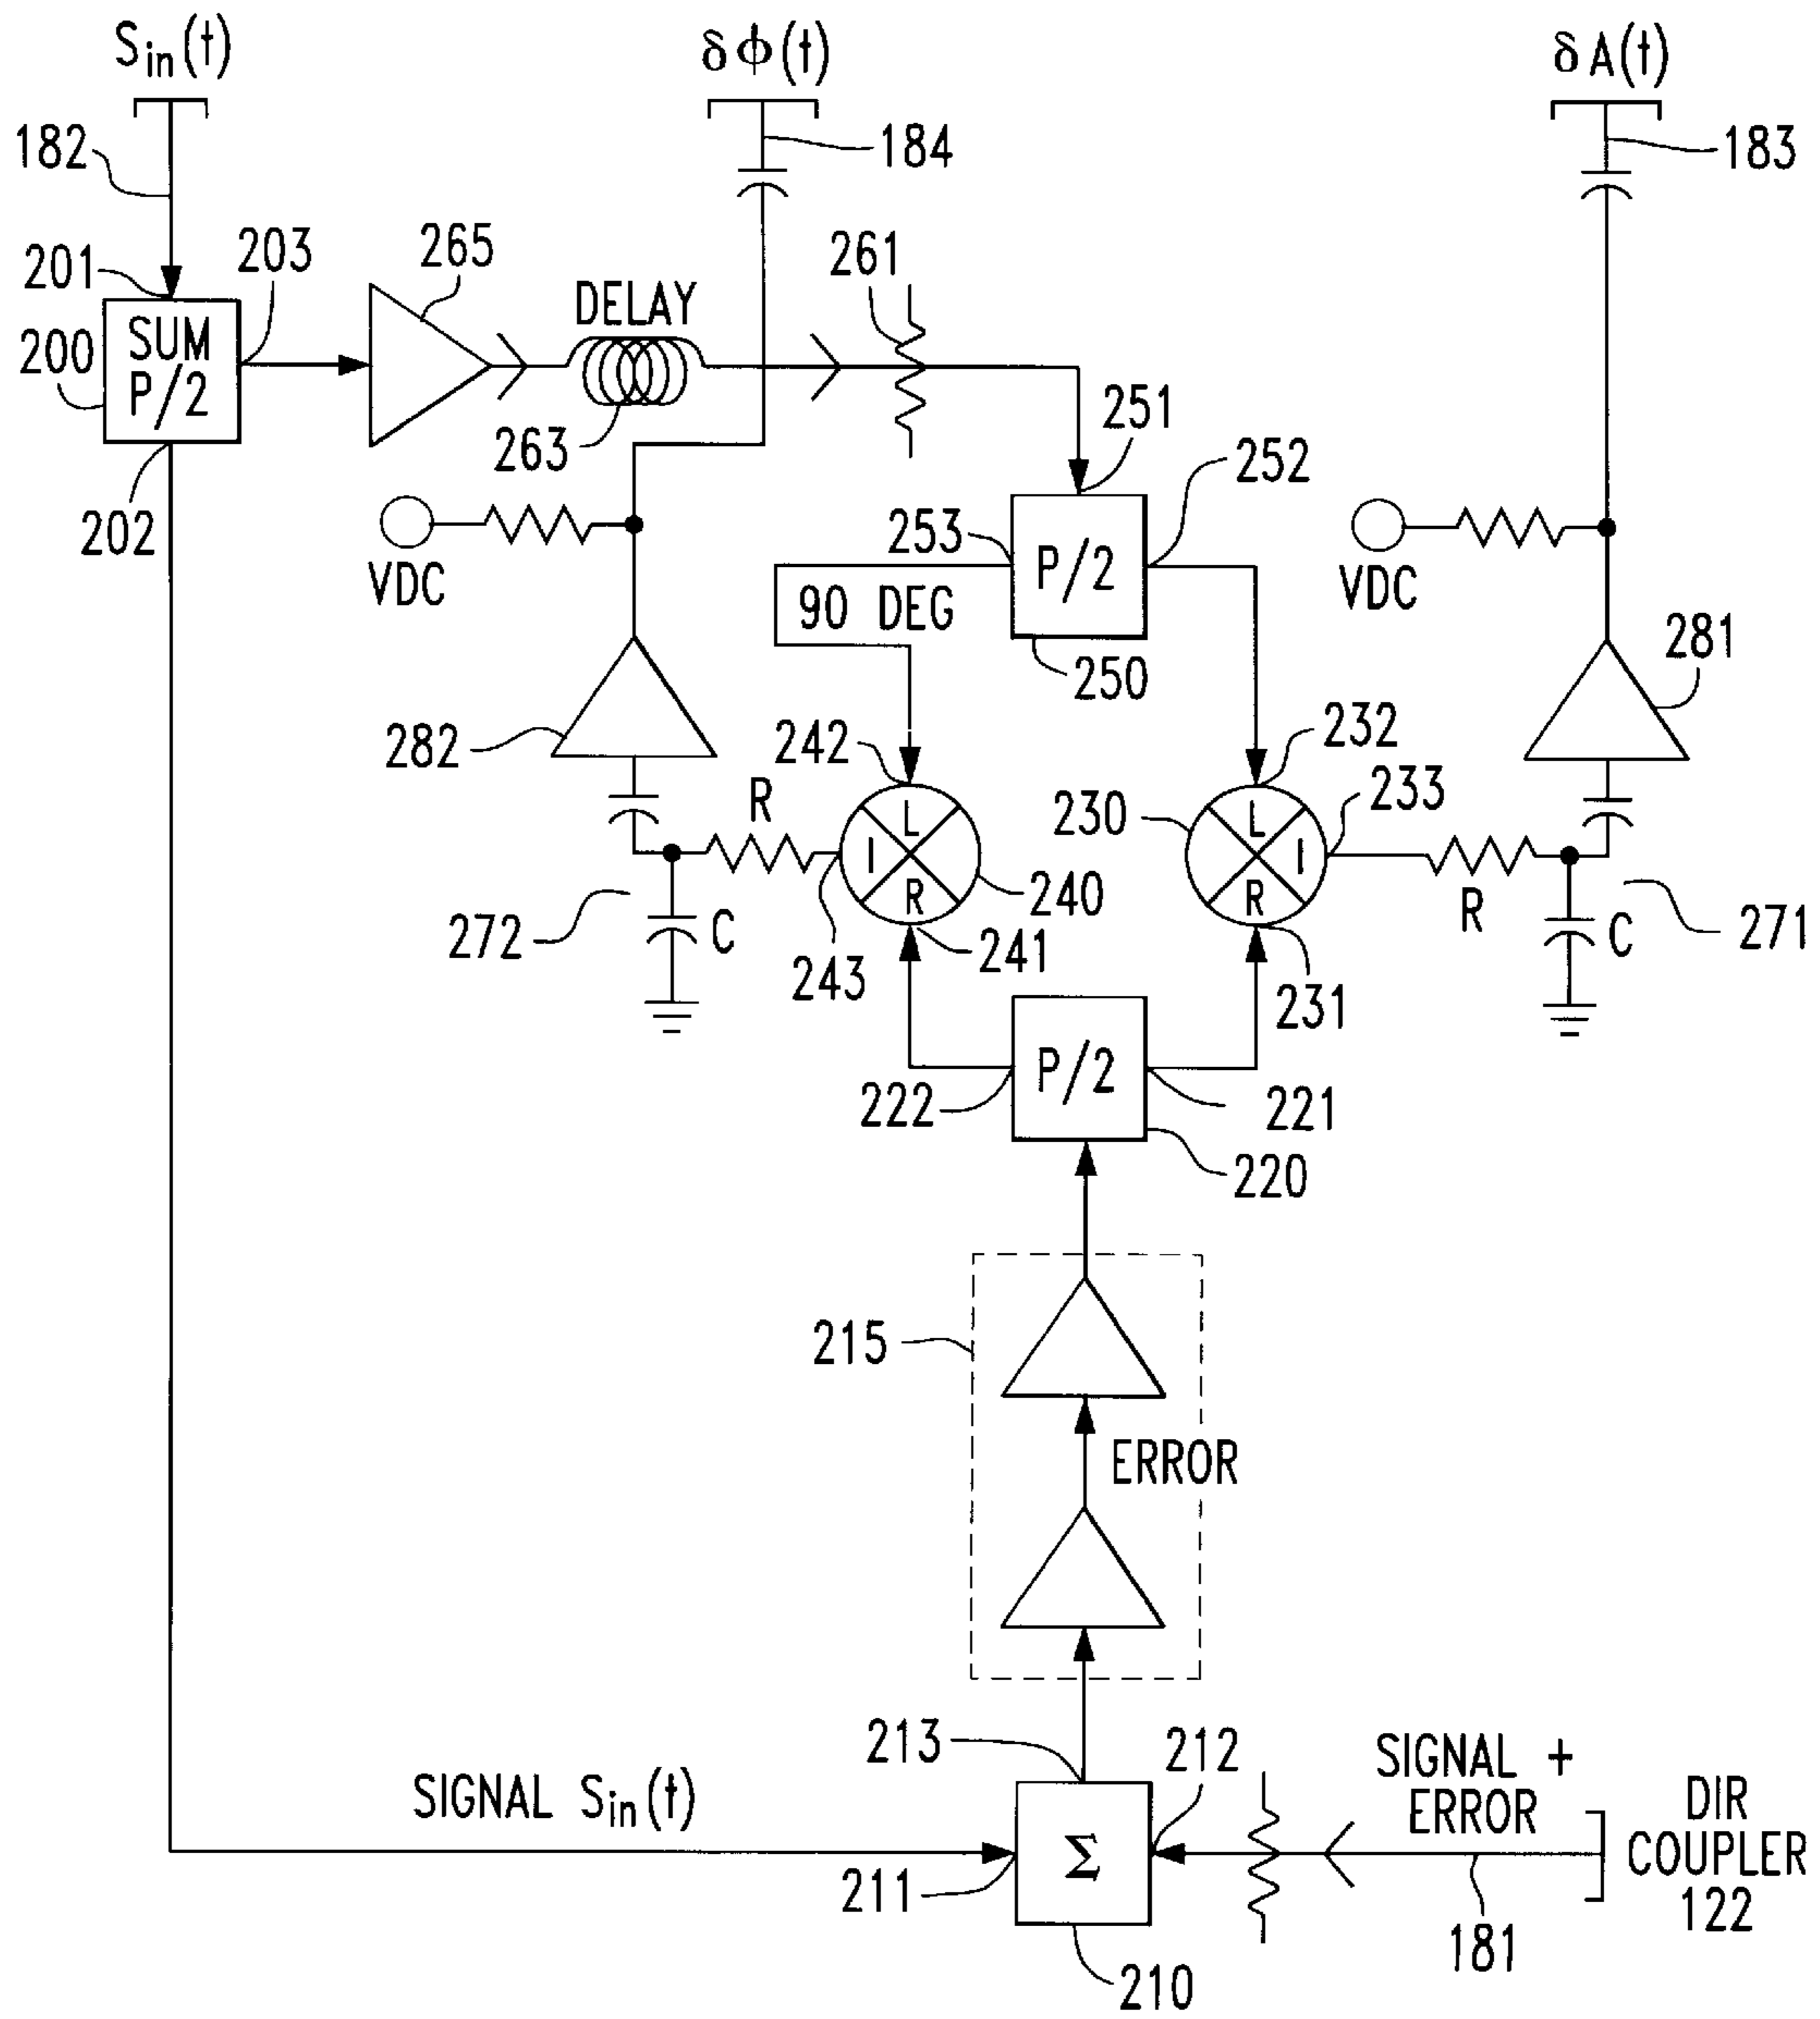 Sin(t)
δΦ(t)
δA(t)
182
184
183
201
203
265
261
DELAY
200
SUM
P/2
263
251
252
202
253
VDC
P/2
VDC
90 DEG
250
281
282
242
232
R
230
233
L
I
R
L
I
R
240
272
C
243
241
R
C
271
231
P/2
222
221
220
215
ERROR
213
212
SIGNAL +
ERROR
DIR
COUPLER
122
SIGNAL Sin(t)
Σ
211
181
210